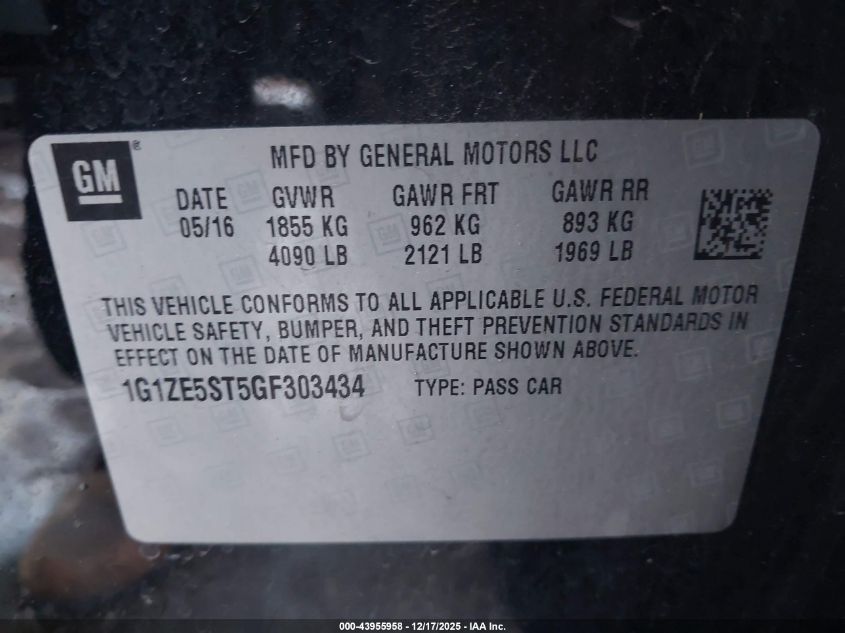 GM ®
MFD BY GENERAL MOTORS LLC
DATE GVWR GAWR FRT GAWR RR
05/16 1855 KG 962 KG 893 KG
4090 LB 2121 LB 1969 LB
THIS VEHICLE CONFORMS TO ALL APPLICABLE U.S. FEDERAL MOTOR
VEHICLE SAFETY, BUMPER, AND THEFT PREVENTION STANDARDS IN
EFFECT ON THE DATE OF MANUFACTURE SHOWN ABOVE.
1G1ZE5ST5GF303434 TYPE: PASS CAR
000-43955958 - 12/17/2025 - IAA Inc.